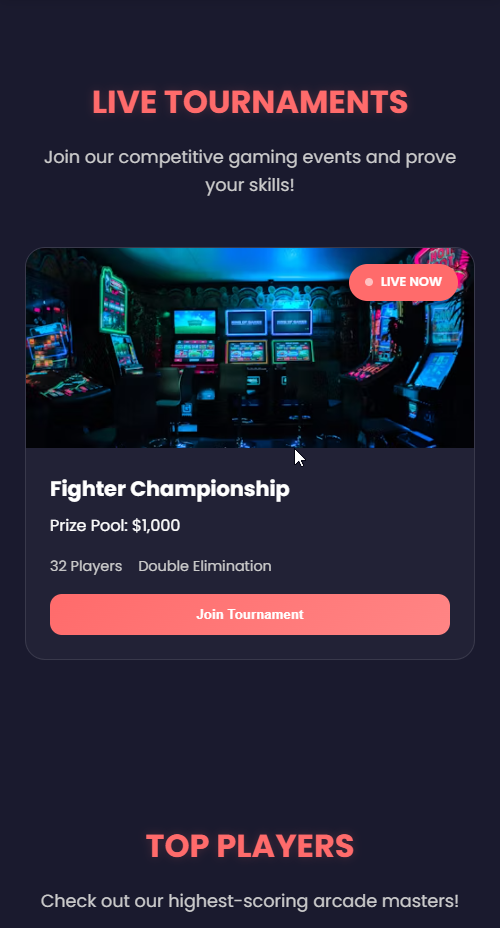 LIVE TOURNAMENTS
Join our competitive gaming events and prove
your skills!
LIVE NOW
Fighter Championship
Prize Pool: $1,000
32 Players Double Elimination
Join Tournament
TOP PLAYERS
Check out our highest-scoring arcade masters!